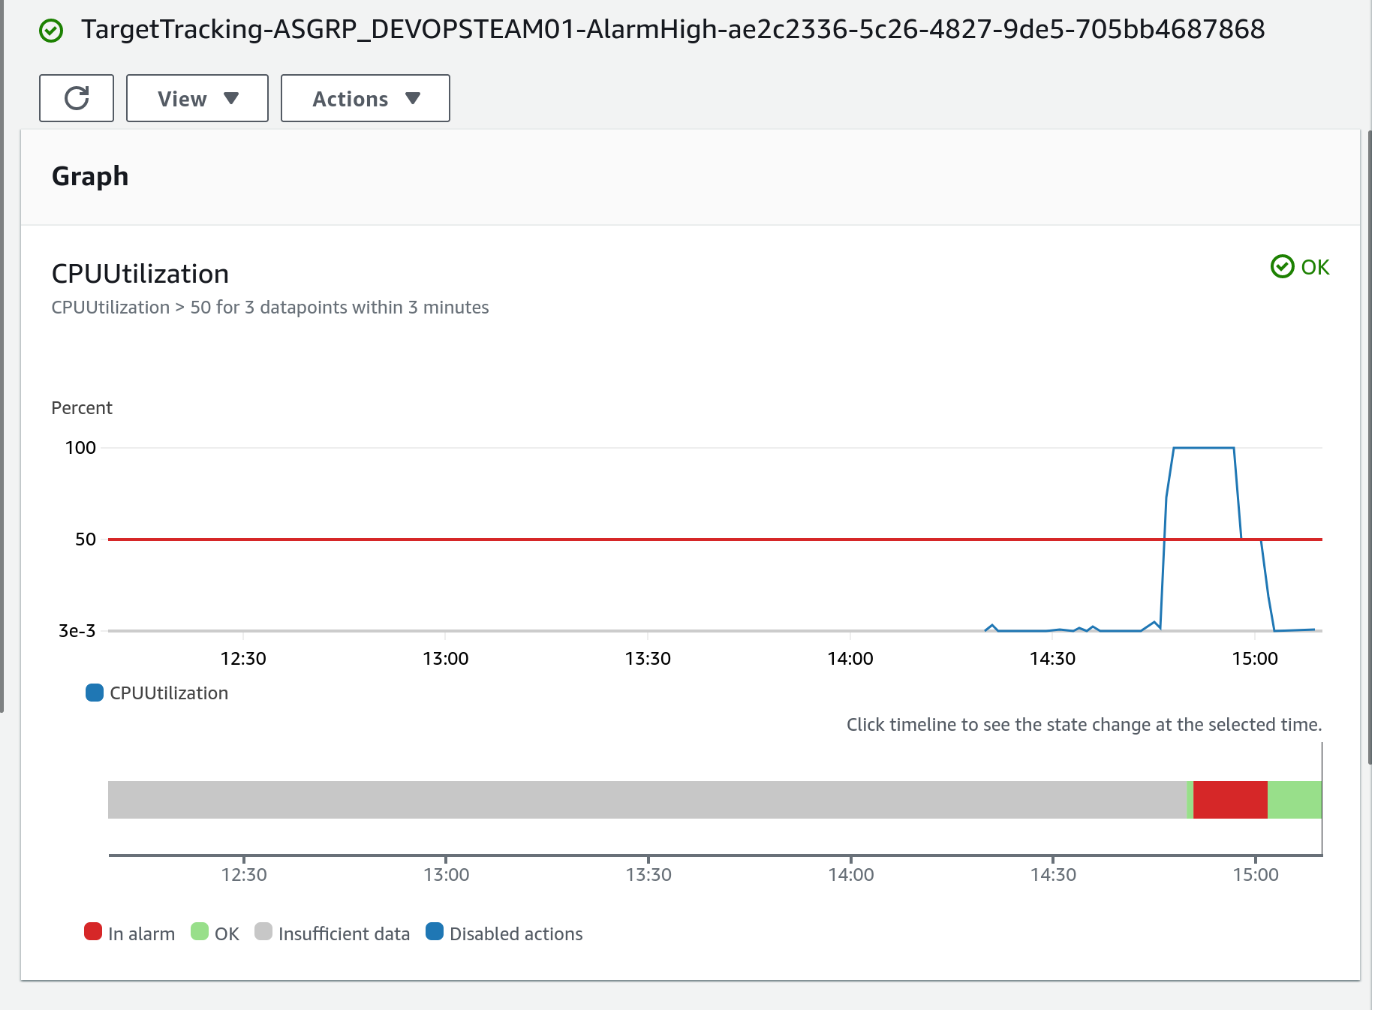 TargetTracking-ASGRP_DEVOPSTEAM01-AlarmHigh-ae2c2336-5c26-4827-9de5-705bb4687868
View Actions
Graph
CPUUtilization
OK
CPUUtilization > 50 for 3 datapoints within 3 minutes
Percent
100
50
3e-3
12:30 13:00 13:30 14:00 14:30 15:00
CPUUtilization
Click timeline to see the state change at the selected time.
12:30 13:00 13:30 14:00 14:30 15:00
In alarm OK Insufficient data Disabled actions